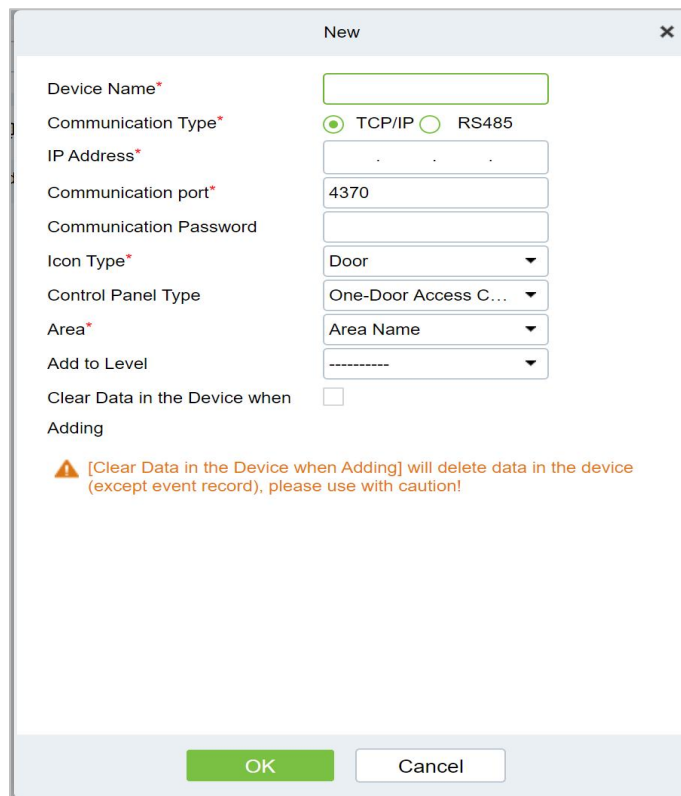 New
Device Name*
Communication Type* TCP/IP RS485
IP Address* . . .
Communication port* 4370
Communication Password
Icon Type* Door
Control Panel Type One-Door Access C...
Area* Area Name
Add to Level ----------
Clear Data in the Device when
Adding
[Clear Data in the Device when Adding] will delete data in the device
(except event record), please use with caution!
OK Cancel